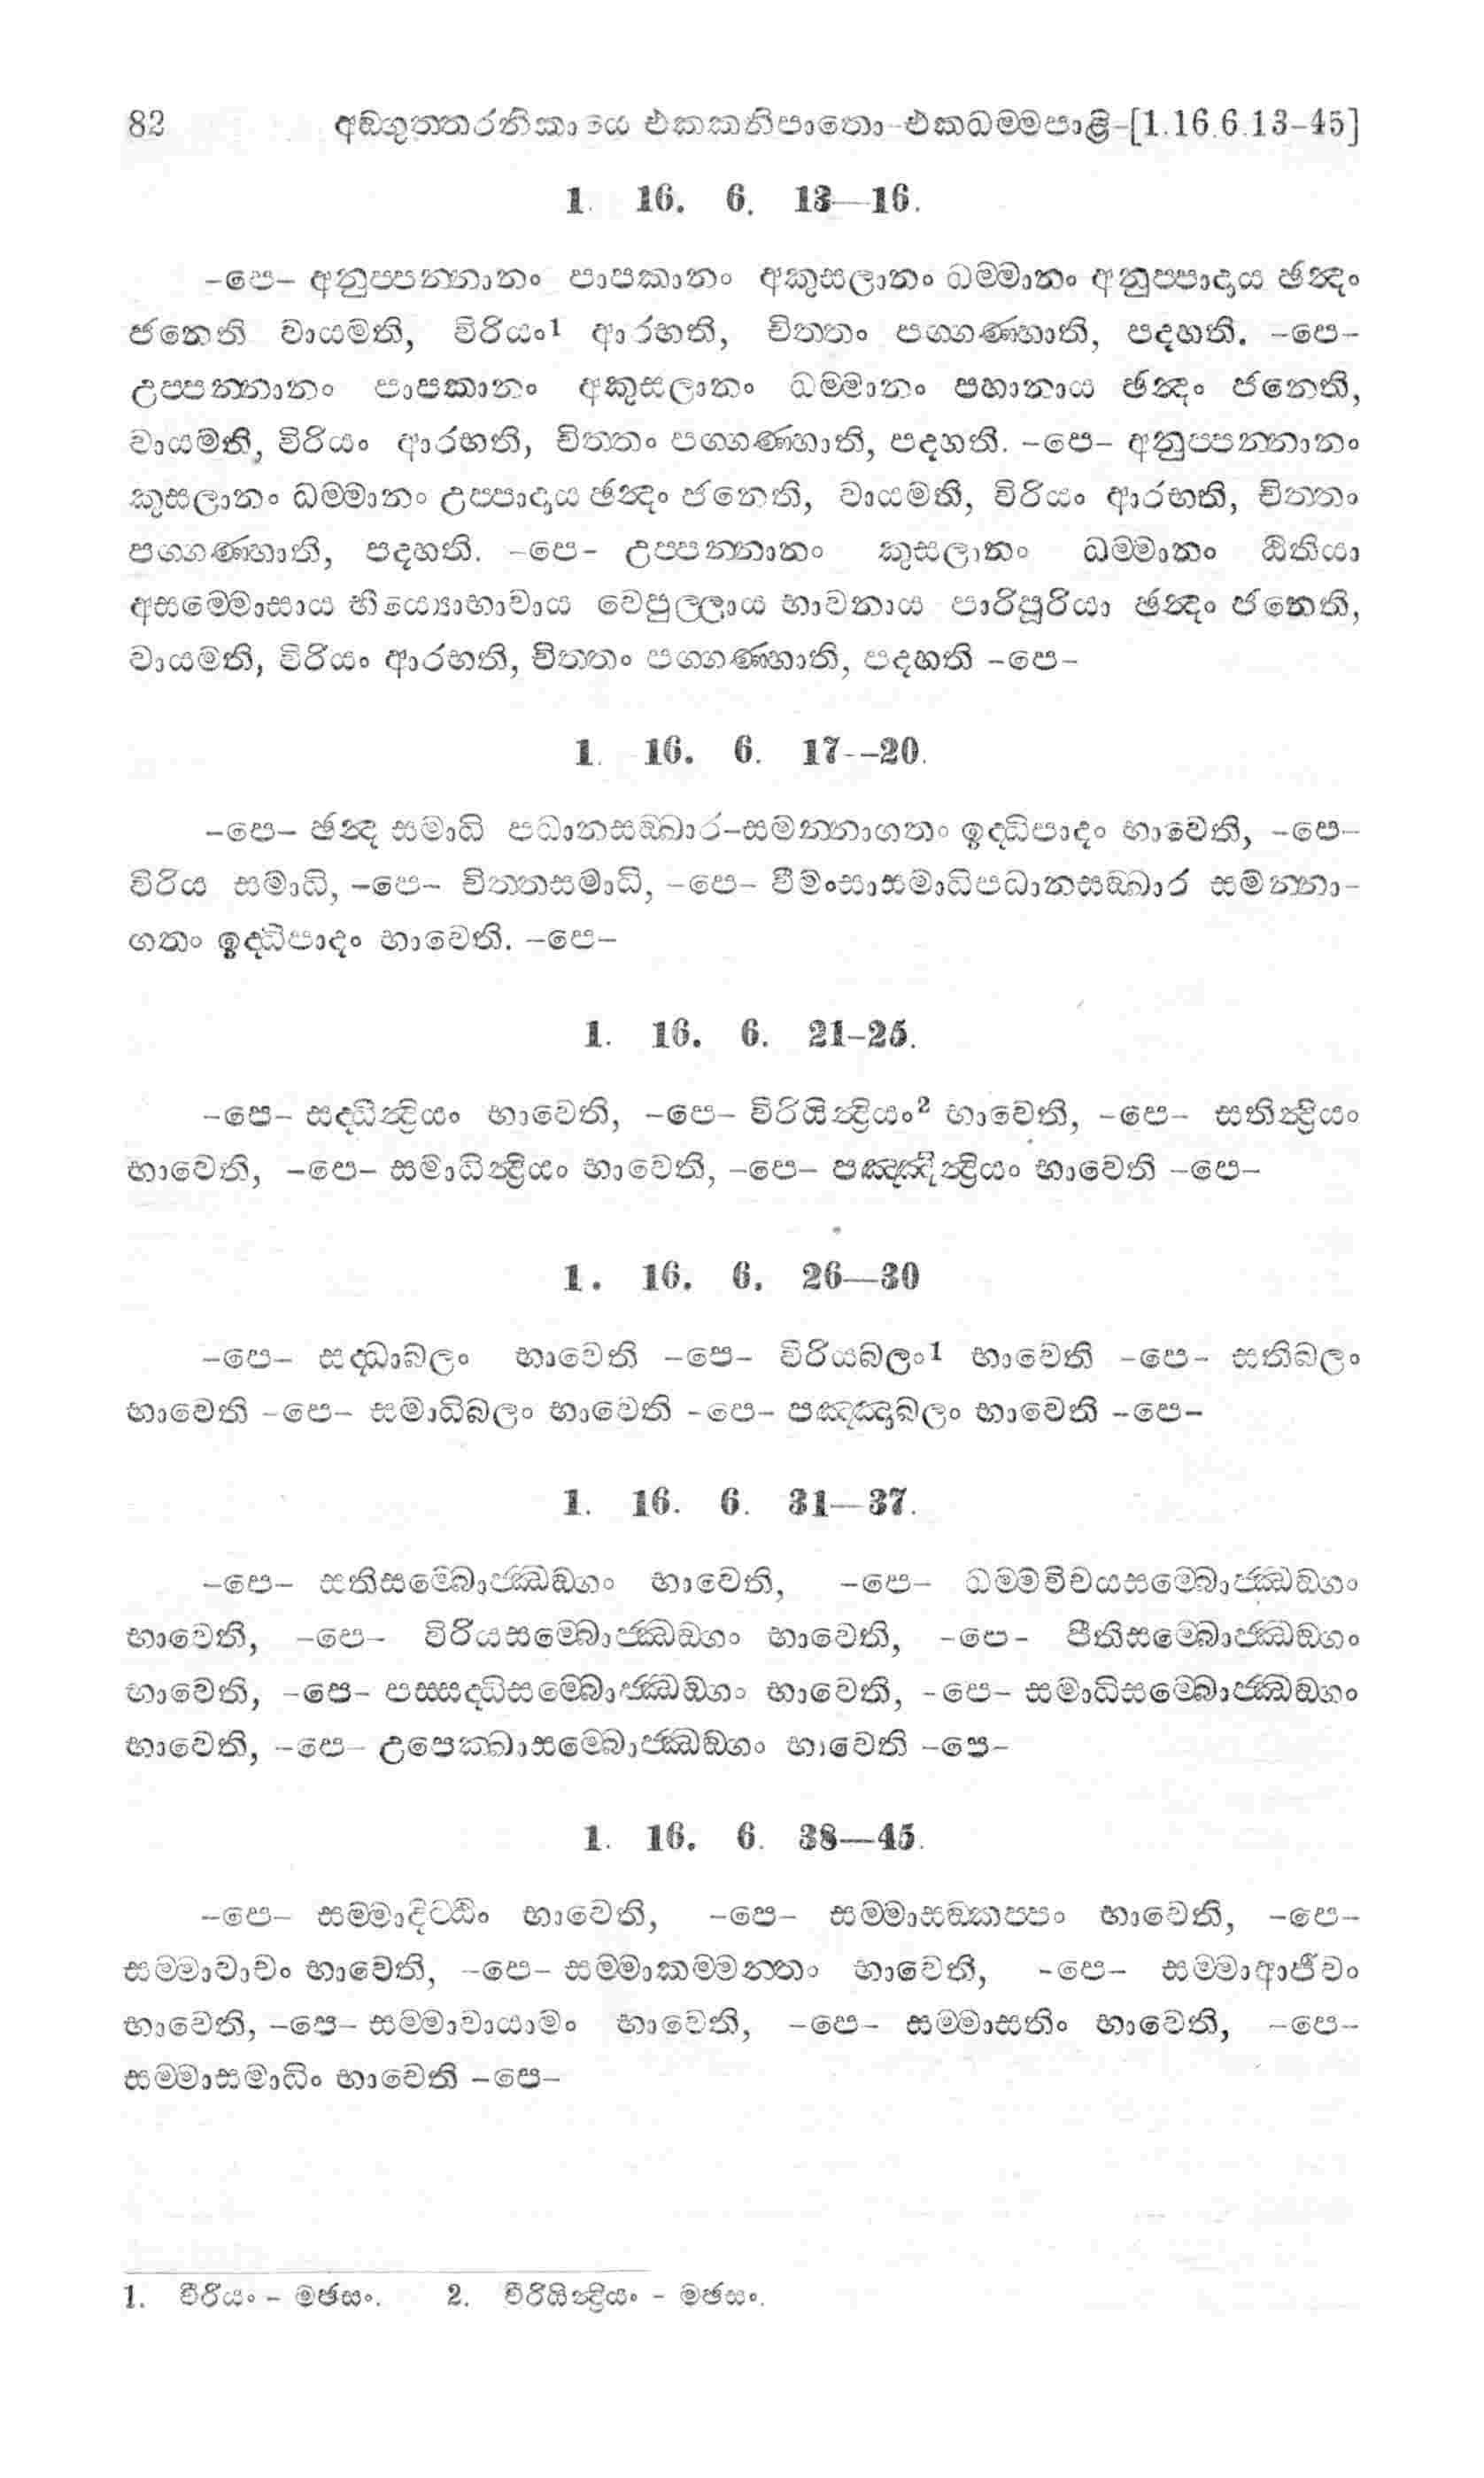 82 අඞ්ගුත්තරනිකායෙ එකකනිපාතො-එකධම්මපාළි-[1.16.6.13-45]
1. 16. 6. 13—16.
-පෙ- අනුප්පන්නානං පාපකානං අකුසලානං ධම්මානං අනුප්පාදාය ඡන්දං
ජනෙති වායමති, විරියං1 ආරභති, චිත්තං පග්ගණ්හාති, පදහති. -පෙ-
උප්පන්නානං පාපකානං අකුසලානං ධම්මානං පහානාය ඡන්දං ජනෙති,
වායමති, විරියං ආරභති, චිත්තං පග්ගණ්හාති, පදහති. -පෙ- අනුප්පන්නානං
කුසලානං ධම්මානං උප්පාදාය ඡන්දං ජනෙති, වායමති, විරියං ආරභති, චිත්තං
පග්ගණ්හාති, පදහති. -පෙ- උප්පන්නානං කුසලානං ධම්මානං ඨිතියා
අසම්මොසාය භීය්‍යොභාවාය වෙපුල්ලාය භාවනාය පාරිපූරියා ඡන්දං ජනෙති,
වායමති, විරියං ආරභති, චිත්තං පග්ගණ්හාති, පදහති -පෙ-
1. 16. 6. 17--20.
-පෙ- ඡන්ද සමාධි පධානසඞ්ඛාර-සමන්නාගතං ඉද්ධිපාදං භාවෙති, -පෙ-
විරිය සමාධි, -පෙ- චිත්තසමාධි, -පෙ- වීමංසාසමාධිපධානසඞ්ඛාර සමන්නා-
ගතං ඉද්ධිපාදං භාවෙති. -පෙ-
1. 16. 6. 21-25.
-පෙ- සද්ධින්ද්‍රියං භාවෙති, -පෙ- විරියින්ද්‍රියං2 භාවෙති, -පෙ- සතින්ද්‍රියං
භාවෙති, -පෙ- සමාධින්ද්‍රියං භාවෙති, -පෙ- පඤ්ඤින්ද්‍රියං භාවෙති -පෙ-
1. 16. 6. 26—30
-පෙ- සද්ධාබලං භාවෙති -පෙ- විරියබලං1 භාවෙති -පෙ- සතිබලං
භාවෙති -පෙ- සමාධිබලං භාවෙති -පෙ- පඤ්ඤාබලං භාවෙති -පෙ-
1. 16. 6. 31—37.
-පෙ- සතිසම්බොජ්ඣඞ්ගං භාවෙති, -පෙ- ධම්මවිචයසම්බොජ්ඣඞ්ගං
භාවෙති, -පෙ- විරියසම්බොජ්ඣඞ්ගං භාවෙති, -පෙ- පීතිසම්බොජ්ඣඞ්ගං
භාවෙති, -පෙ- පස්සද්ධිසම්බොජ්ඣඞ්ගං භාවෙති, -පෙ- සමාධිසම්බොජ්ඣඞ්ගං
භාවෙති, -පෙ- උපෙක්ඛාසම්බොජ්ඣඞ්ගං භාවෙති -පෙ-
1. 16. 6. 38—45.
-පෙ- සම්මාදිට්ඨිං භාවෙති, -පෙ- සම්මාසඞ්කප්පං භාවෙති, -පෙ-
සම්මාවාචං භාවෙති, -පෙ- සම්මාකම්මන්තං භාවෙති, -පෙ- සම්මාආජීවං
භාවෙති, -පෙ- සම්මාවායාමං භාවෙති, -පෙ- සම්මාසතිං භාවෙති, -පෙ-
සම්මාසමාධිං භාවෙති -පෙ-
1. වීරියං - මඡසං. 2. වීරියින්ද්‍රියං - මඡසං.